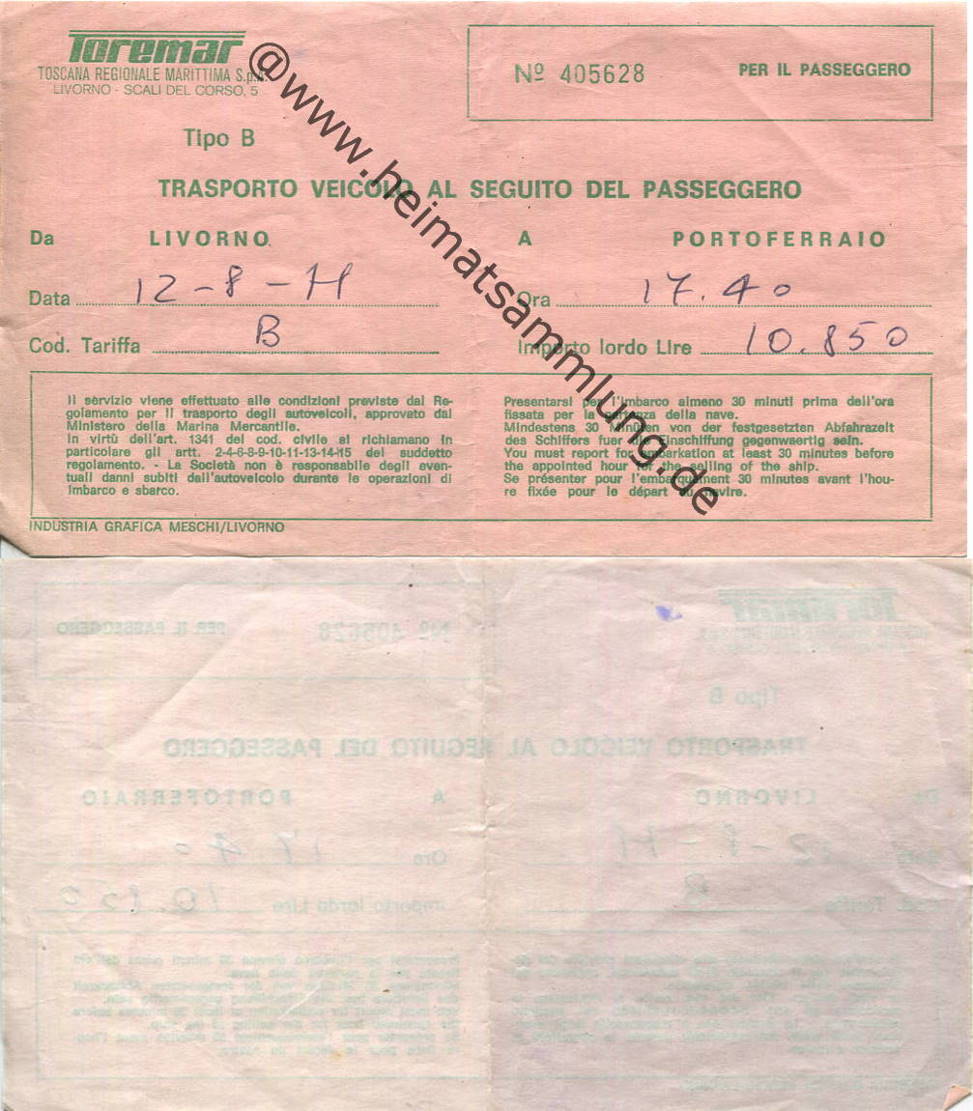 Toremar
TOSCANA REGIONALE MARITTIMA S.p.A.
LIVORNO - SCALI DEL CORSO, 5
Nº 405628 PER IL PASSEGGERO
Tipo B
TRASPORTO VEICOLO AL SEGUITO DEL PASSEGGERO
Da LIVORNO A PORTOFERRAIO
Data 12-8- Ora 17.40
Cod. Tariffa B Importo lordo Lire 10.850
Il servizio viene effettuato alle condizioni previste dal Re-
golamento per il trasporto degli autoveicoli, approvato dal
Ministero della Marina Mercantile.
In virtù dell'art. 1341 del cod. civile si richiamano in
particolare gli artt. 2-4-6-8-9-10-11-13-14-15 del suddetto
regolamento. - La Società non è responsabile degli even-
tuali danni subiti dall'autoveicolo durante le operazioni di
imbarco e sbarco.
Presentarsi per l'imbarco almeno 30 minuti prima dell'ora
fissata per la partenza della nave.
Mindestens 30 Minuten von der festgesetzten Abfahrazelt
des Schiffers fuer Einschiffung gegenwaertig sein.
You must report for embarkation at least 30 minutes before
the appointed hour for the sailing of the ship.
Se présenter pour l'embarquement 30 minutes avant l'hou-
re fixée pour le départ du navire.
INDUSTRIA GRAFICA MESCHI/LIVORNO
@www.heimatsammlung.de